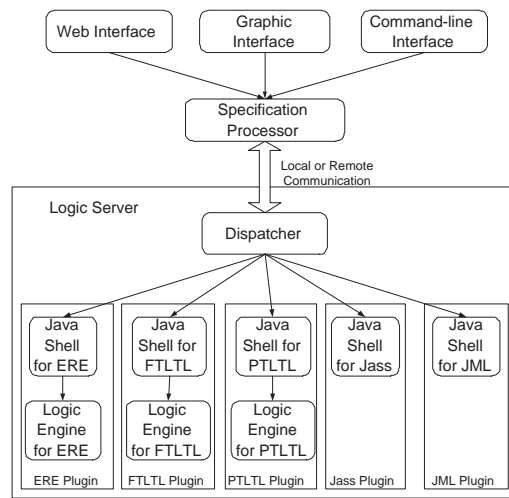 Web Interface
Graphic
Interface
Command-line
Interface
Specification
Processor
Local or Remote
Communication
Logic Server
Dispatcher
Java
Shell
for ERE
Java
Shell for
FTLTL
Java
Shell for
PTLTL
Java
Shell
for Jass
Java
Shell
for JML
Logic
Engine
for ERE
Logic
Engine
for FTLTL
Logic
Engine
for PTLTL
ERE Plugin
FTLTL Plugin
PTLTL Plugin
Jass Plugin
JML Plugin